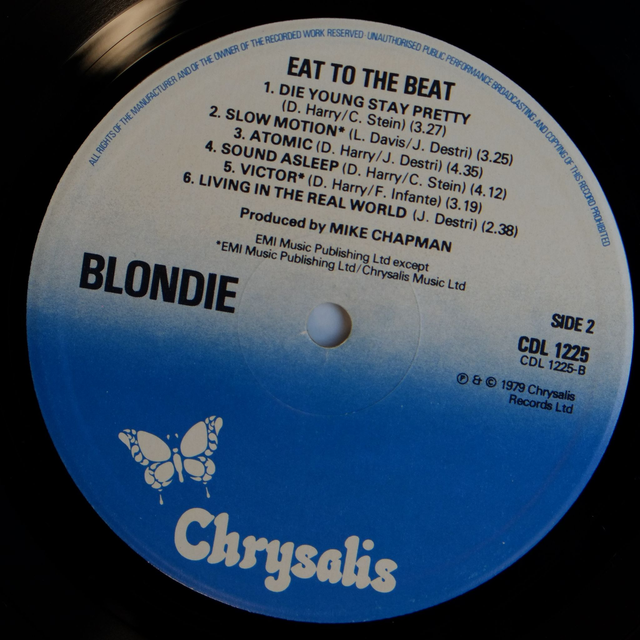 ALL RIGHTS OF THE MANUFACTURER AND OF THE OWNER OF THE RECORDED WORK RESERVED · UNAUTHORISED PUBLIC PERFORMANCE BROADCASTING AND COPYING OF THIS RECORD PROHIBITED
EAT TO THE BEAT
1. DIE YOUNG STAY PRETTY
(D. Harry/C. Stein) (3.27)
2. SLOW MOTION* (L. Davis/J. Destri) (3.25)
3. ATOMIC (D. Harry/J. Destri) (4.35)
4. SOUND ASLEEP (D. Harry/C. Stein) (4.12)
5. VICTOR* (D. Harry/F. Infante) (3.19)
6. LIVING IN THE REAL WORLD (J. Destri) (2.38)
Produced by MIKE CHAPMAN
EMI Music Publishing Ltd except
*EMI Music Publishing Ltd/Chrysalis Music Ltd
BLONDIE
SIDE 2
CDL 1225
CDL 1225-B
℗ & © 1979 Chrysalis
Records Ltd
Chrysalis